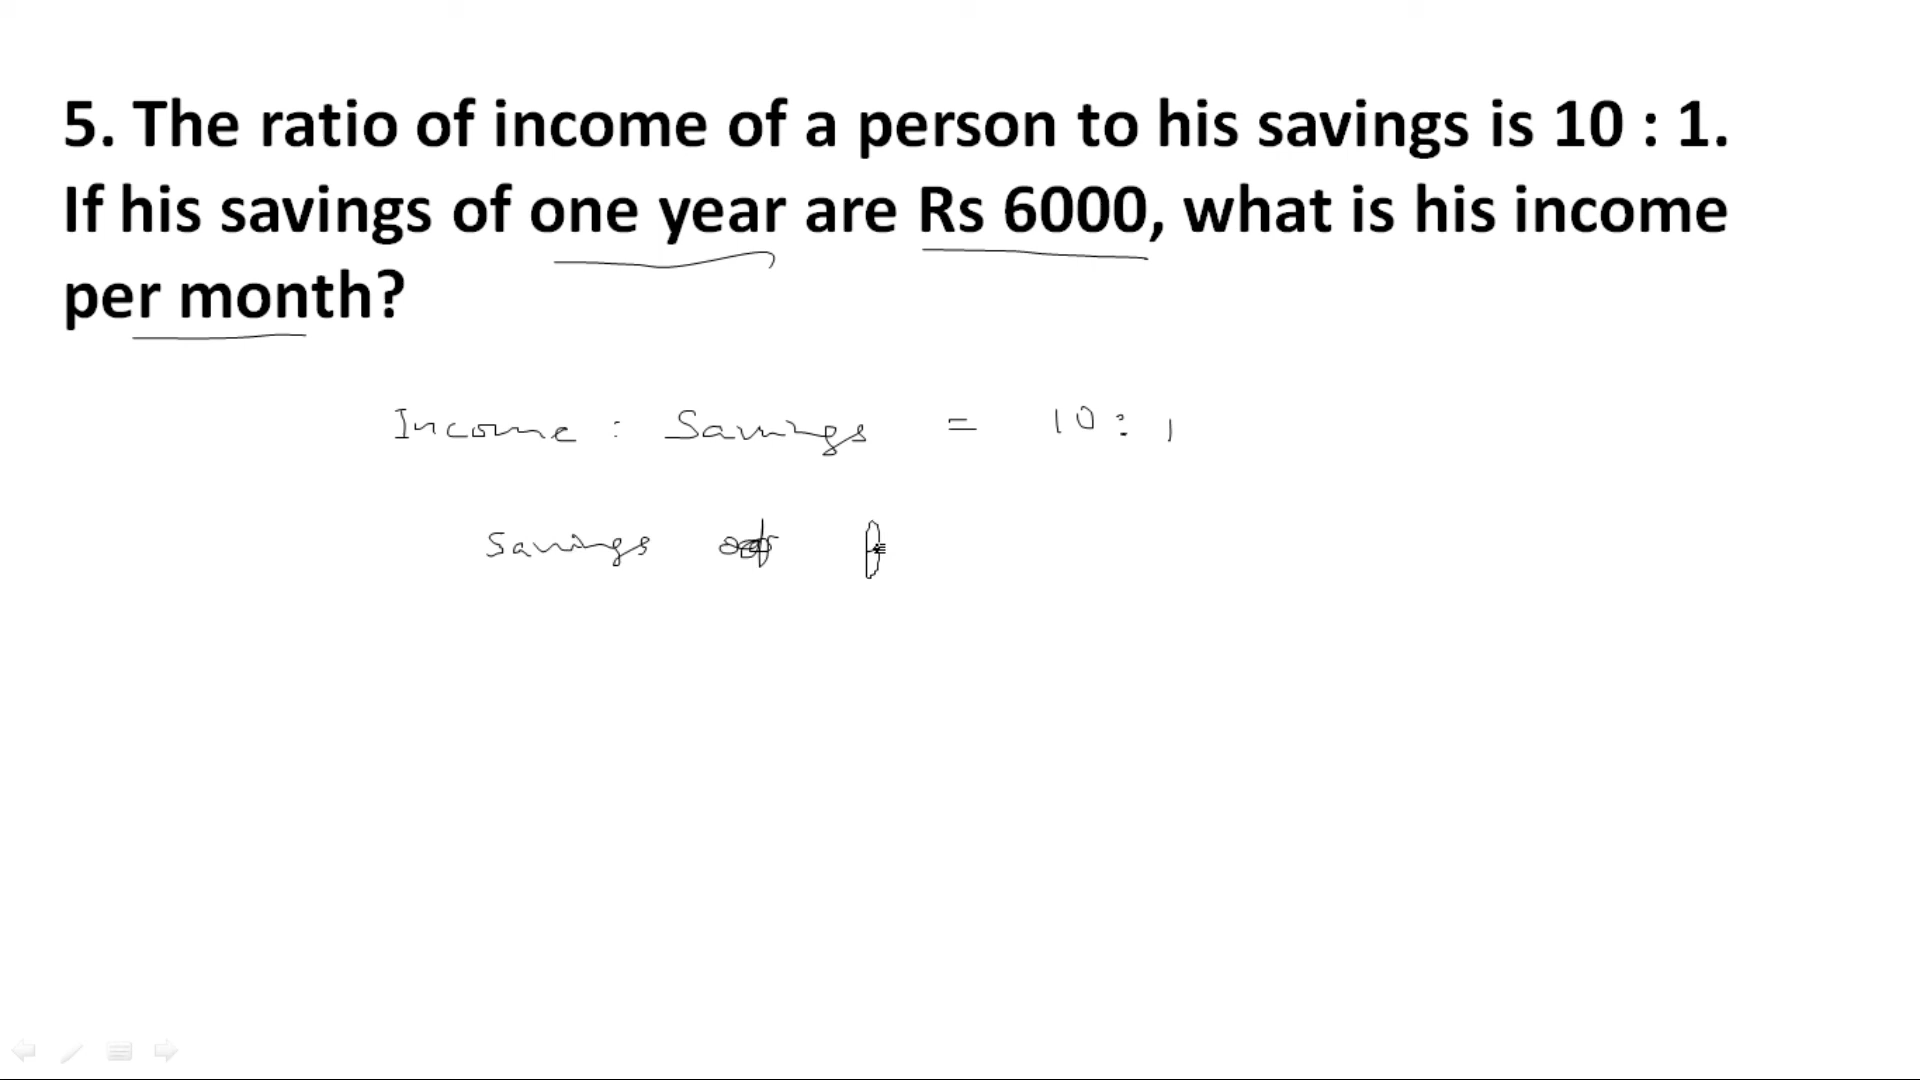 5. The ratio of income of a person to his savings is 10 : 1.
If his savings of one year are Rs 6000, what is his income
per month?
Income : Savings = 10 : 1
Savings